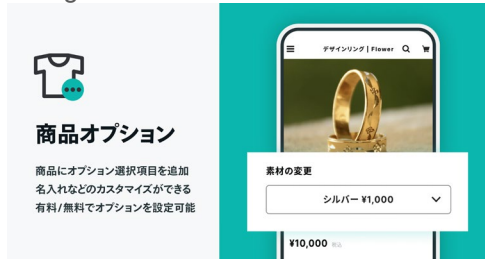 商品オプション
商品にオプション選択項目を追加
名入れなどのカスタマイズができる
有料/無料でオプションを設定可能
デザインリング | Flower
素材の変更
シルバー ¥1,000
¥10,000 税込